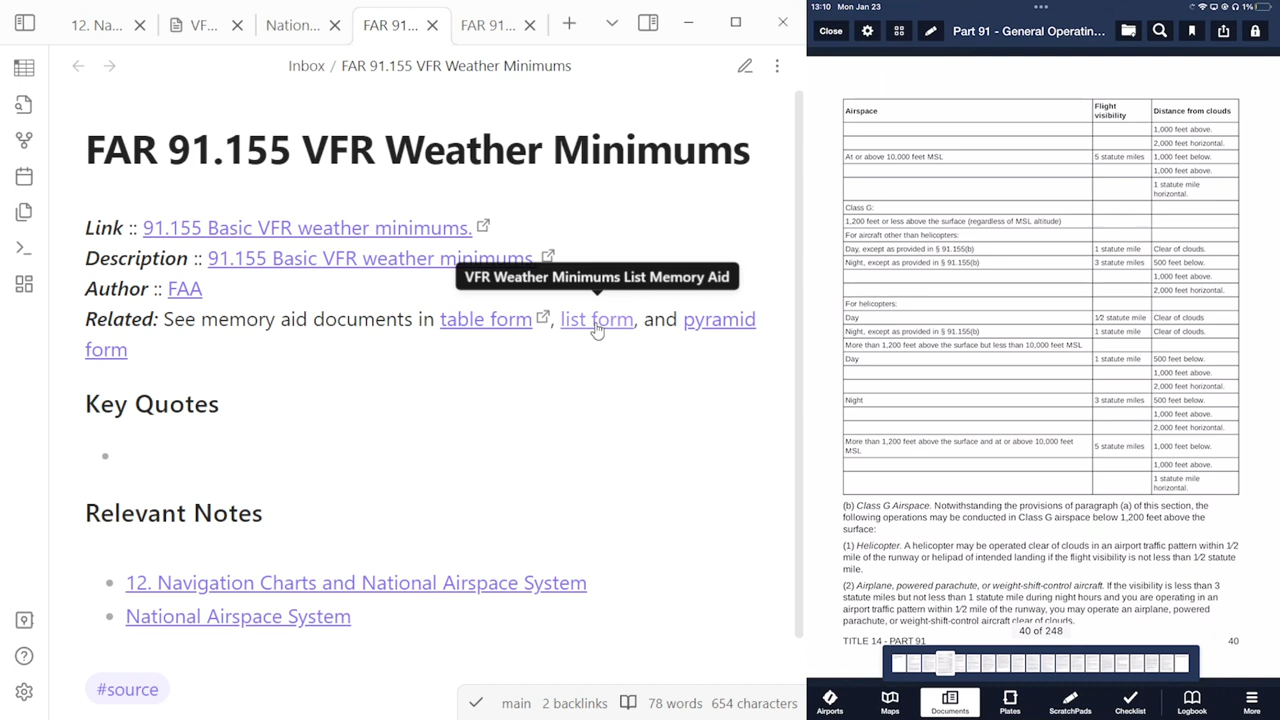 12. Na...
VF...
Nation...
FAR 91...
FAR 91...
Inbox / FAR 91.155 VFR Weather Minimums
FAR 91.155 VFR Weather Minimums
Link :: 91.155 Basic VFR weather minimums.
Description :: 91.155 Basic VFR weather minimums.
VFR Weather Minimums List Memory Aid
Author :: FAA
Related: See memory aid documents in table form, list form, and pyramid
form
Key Quotes
Relevant Notes
12. Navigation Charts and National Airspace System
National Airspace System
#source
main 2 backlinks 78 words 654 characters
13:10 Mon Jan 23 1%
Close Part 91 - General Operatin...
Airspace Flight visibility Distance from clouds
1,000 feet above.
2,000 feet horizontal.
At or above 10,000 feet MSL 5 statute miles 1,000 feet below.
1,000 feet above.
1 statute mile
horizontal.
Class G:
1,200 feet or less above the surface (regardless of MSL altitude)
For aircraft other than helicopters:
Day, except as provided in § 91.155(b) 1 statute mile Clear of clouds.
Night, except as provided in § 91.155(b) 3 statute miles 500 feet below.
1,000 feet above.
2,000 feet horizontal.
For helicopters:
Day 1⁄2 statute mile Clear of clouds
Night, except as provided in § 91.155(b) 1 statute mile Clear of clouds.
More than 1,200 feet above the surface but less than 10,000 feet MSL
Day 1 statute mile 500 feet below.
1,000 feet above.
2,000 feet horizontal.
Night 3 statute miles 500 feet below.
1,000 feet above.
2,000 feet horizontal.
More than 1,200 feet above the surface and at or above 10,000 feet
MSL 5 statute miles 1,000 feet below.
1,000 feet above.
1 statute mile
horizontal.
(b) Class G Airspace. Notwithstanding the provisions of paragraph (a) of this section, the
following operations may be conducted in Class G airspace below 1,200 feet above the
surface:
(1) Helicopter. A helicopter may be operated clear of clouds in an airport traffic pattern within 1⁄2
mile of the runway or helipad of intended landing if the flight visibility is not less than 1⁄2 statute
mile.
(2) Airplane, powered parachute, or weight-shift-control aircraft. If the visibility is less than 3
statute miles but not less than 1 statute mile during night hours and you are operating in an
airport traffic pattern within 1⁄2 mile of the runway, you may operate an airplane, powered
parachute, or weight-shift-control aircraft clear of clouds.
40 of 248
TITLE 14 - PART 91 40
Airports Maps Documents Plates ScratchPads Checklist Logbook More